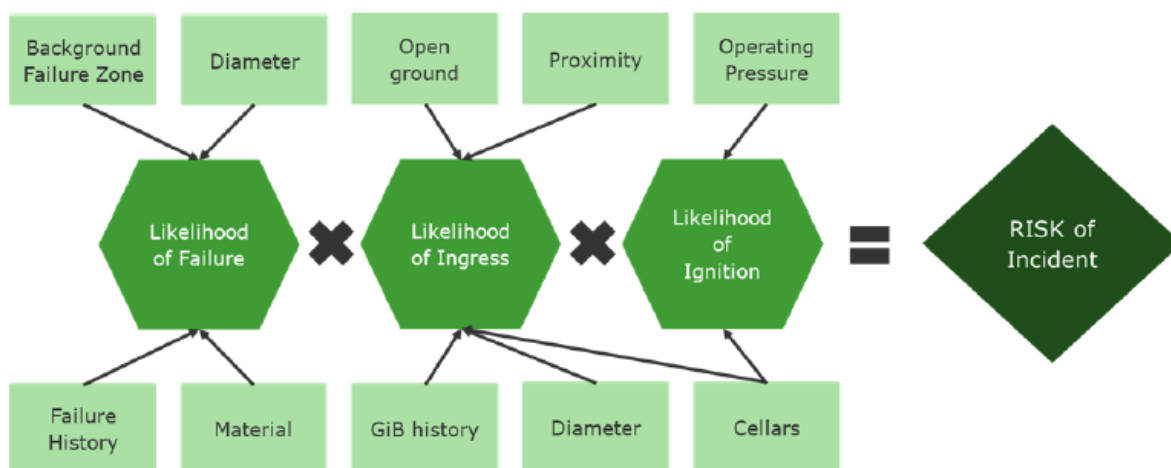 Background
Failure Zone
Diameter
Open
ground
Proximity
Operating
Pressure
Likelihood
of Failure
Likelihood
of Ingress
Likelihood
of
Ignition
RISK of
Incident
Failure
History
Material
GiB history
Diameter
Cellars